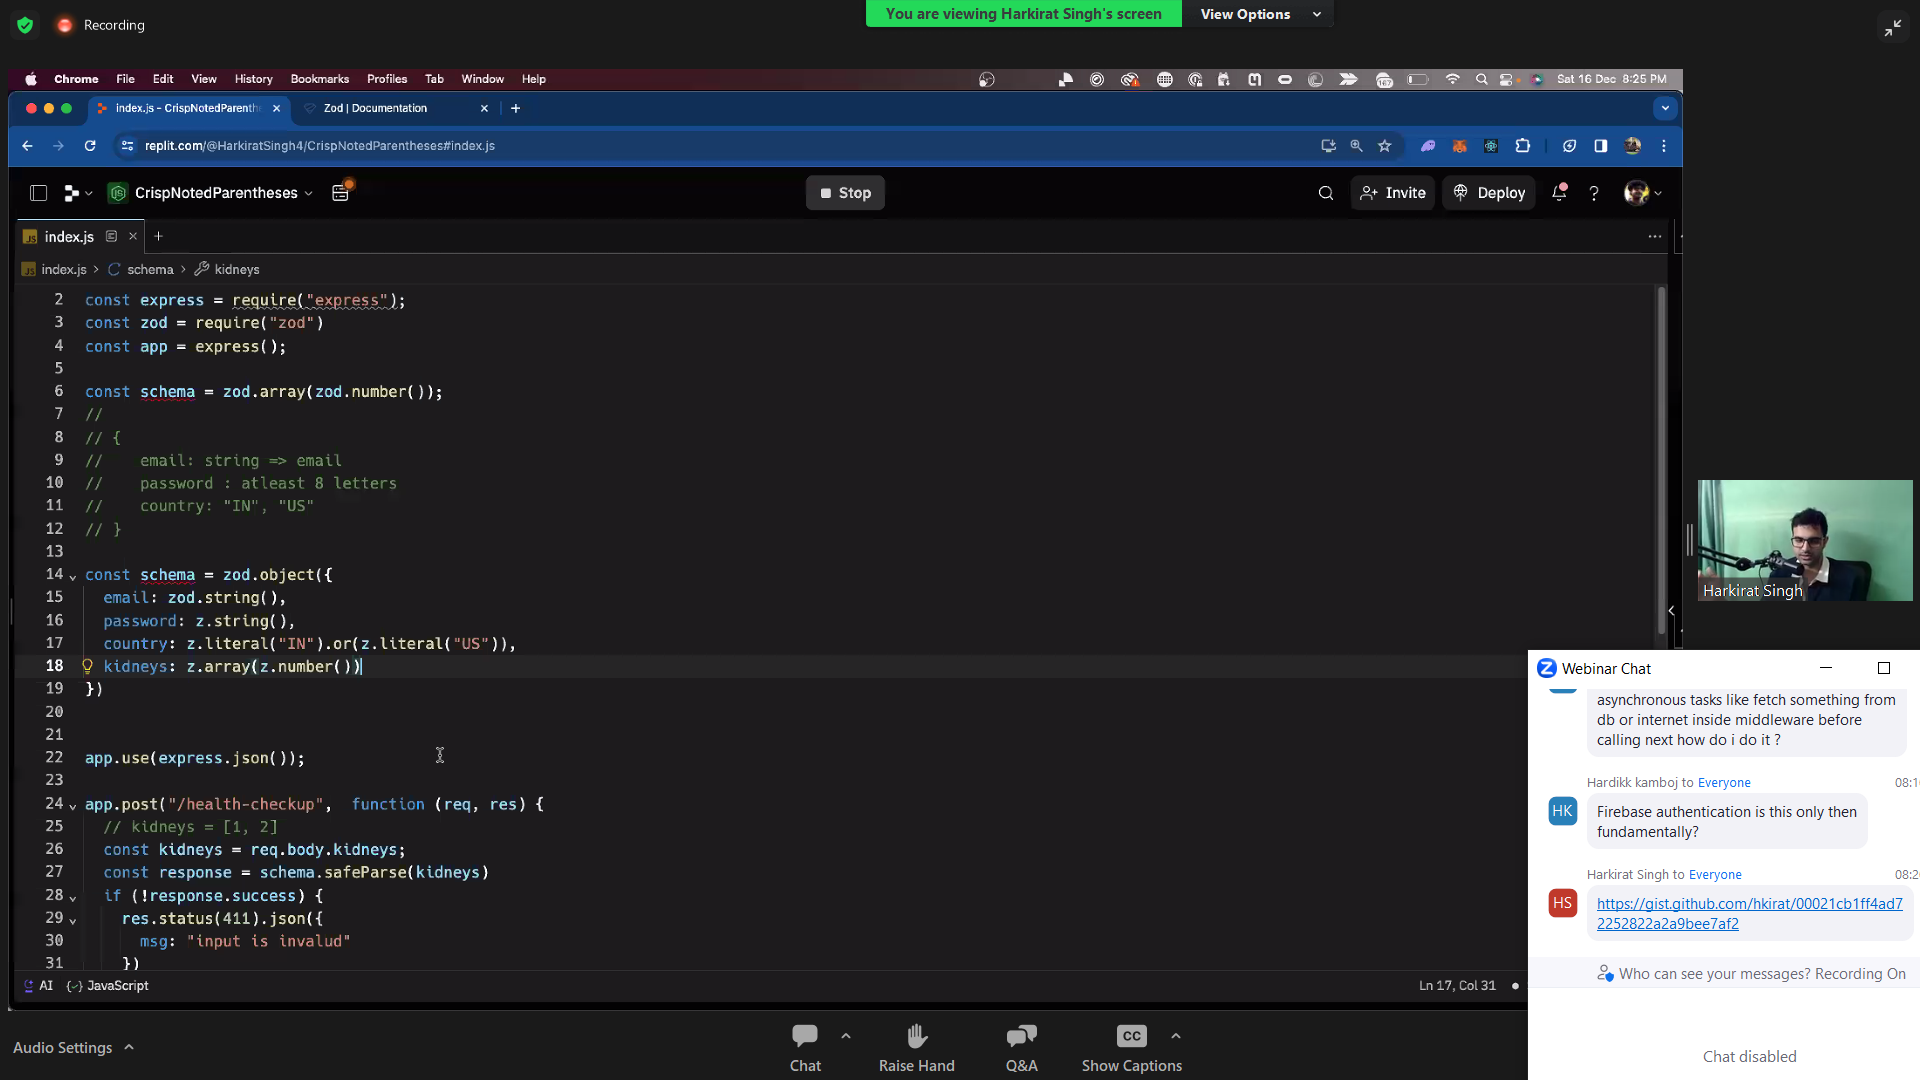 Recording
You are viewing Harkirat Singh's screen
View Options
Chrome File Edit View History Bookmarks Profiles Tab Window Help
167
Sat 16 Dec 8:25 PM
index.js - CrispNotedParenth
Zod | Documentation
replit.com/@HarkiratSingh4/CrispNotedParentheses#index.js
CrispNotedParentheses
Stop
Invite
Deploy
JS index.js
JS index.js > schema > kidneys
2 const express = require("express");
3 const zod = require("zod")
4 const app = express();
5
6 const schema = zod.array(zod.number());
7 //
8 // {
9 // email: string => email
10 // password : atleast 8 letters
11 // country: "IN", "US"
12 // }
13
14 const schema = zod.object({
15 email: zod.string(),
16 password: z.string(),
17 country: z.literal("IN").or(z.literal("US")),
18 kidneys: z.array(z.number())
19 })
20
21
22 app.use(express.json());
23
24 app.post("/health-checkup", function (req, res) {
25 // kidneys = [1, 2]
26 const kidneys = req.body.kidneys;
27 const response = schema.safeParse(kidneys)
28 if (!response.success) {
29 res.status(411).json({
30 msg: "input is invalud"
31 })
AI
JavaScript
Ln 17, Col 31
Harkirat Singh
Webinar Chat
asynchronous tasks like fetch something from
db or internet inside middleware before
calling next how do i do it ?
Hardikk kamboj to Everyone
HK
Firebase authentication is this only then
fundamentally?
Harkirat Singh to Everyone
HS
https://gist.github.com/hkirat/00021cb1ff4ad7
2252822a2a9bee7af2
Who can see your messages? Recording On
Chat disabled
Audio Settings
Chat
Raise Hand
Q&A
CC
Show Captions